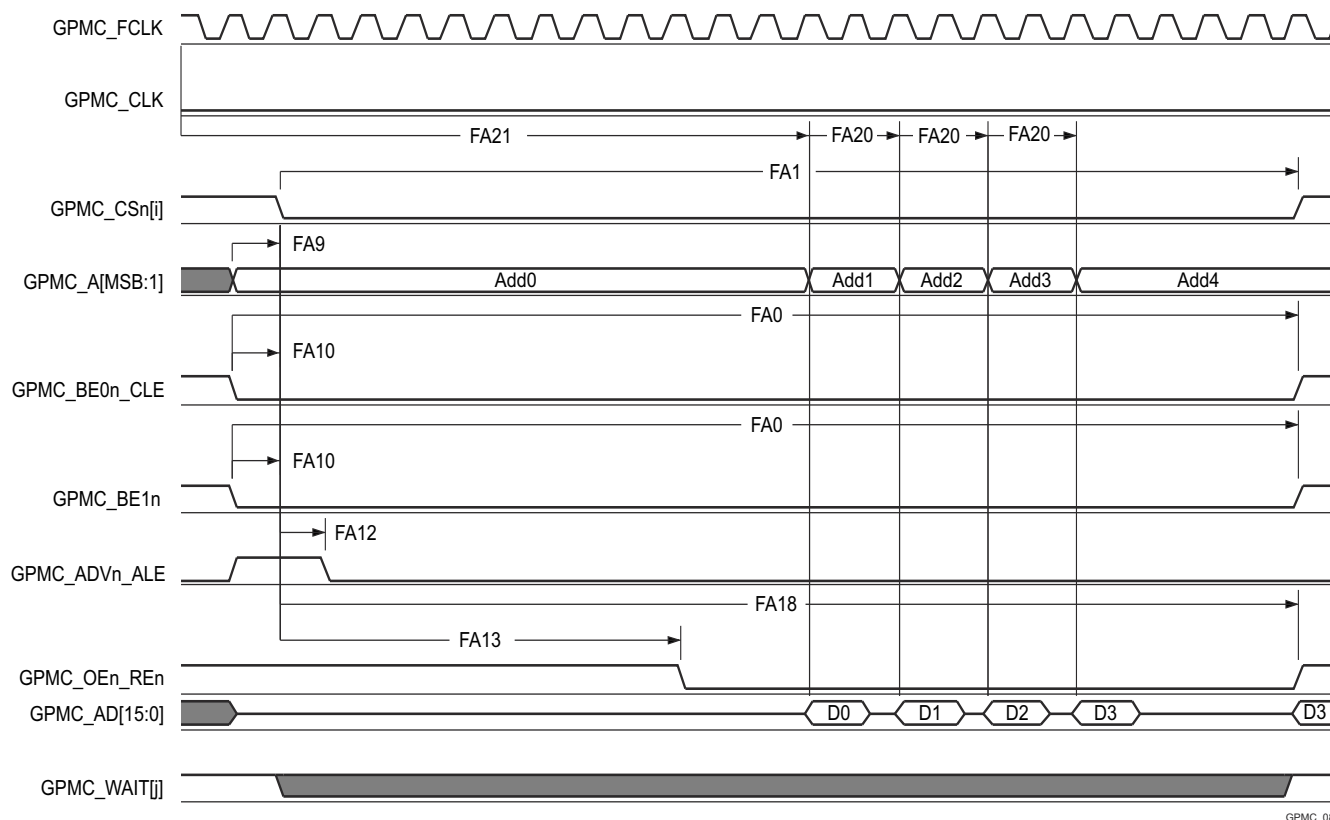 GPMC_FCLK
GPMC_CLK
FA21 FA20 FA20 FA20
FA1
GPMC_CSn[i]
FA9
GPMC_A[MSB:1] Add0 Add1 Add2 Add3 Add4
FA0
FA10
GPMC_BE0n_CLE
FA0
FA10
GPMC_BE1n
FA12
GPMC_ADVn_ALE
FA18
FA13
GPMC_OEn_REn
GPMC_AD[15:0] D0 D1 D2 D3 D3
GPMC_WAIT[j]